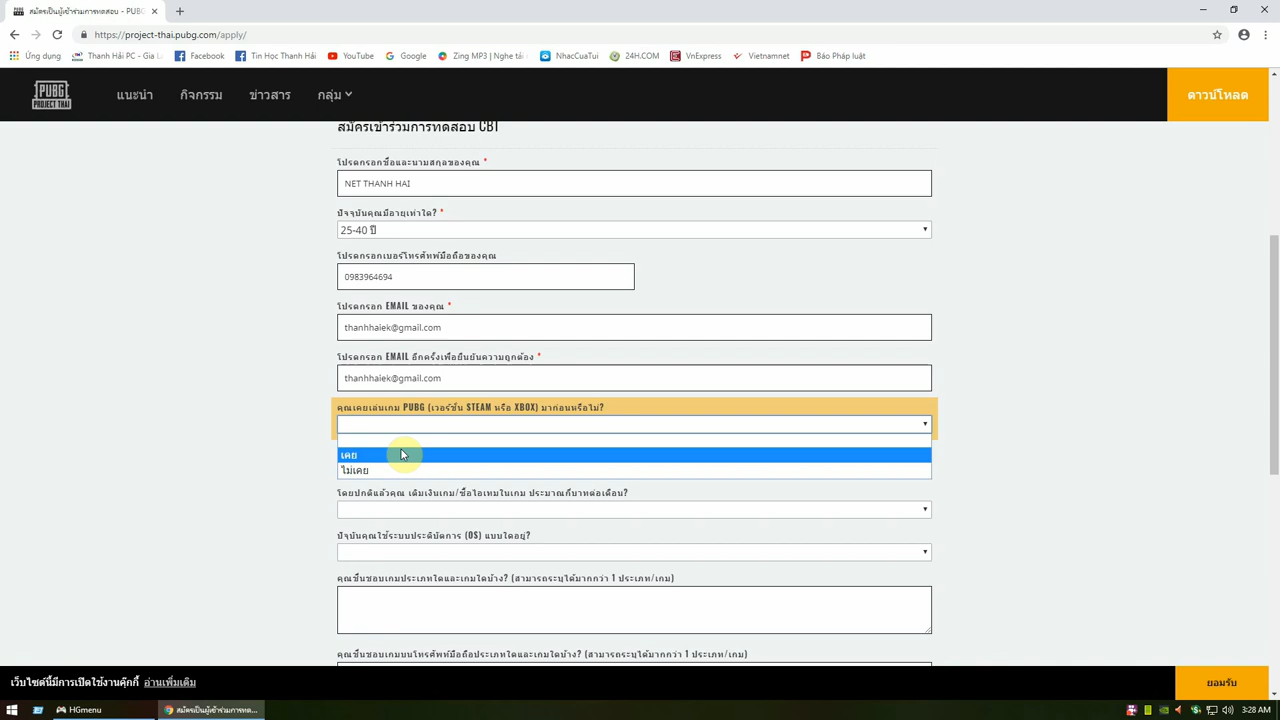 สมัครเป็นผู้เข้าร่วมการทดสอบ - PUBG
https://project-thai.pubg.com/apply/
Ứng dụng
Thanh Hải PC - Gia L
Facebook
Tin Học Thanh Hải
YouTube
Google
Zing MP3 | Nghe tải
NhacCuaTui
24H.COM
VnExpress
Vietnamnet
Báo Pháp luật
PUBG
PROJECT THAI
แนะนำ
กิจกรรม
ข่าวสาร
กลุ่ม
ดาวน์โหลด
สมัครเข้าร่วมการทดสอบ CBT
โปรดกรอกชื่อและนามสกุลของคุณ *
NET THANH HAI
ปัจจุบันคุณมีอายุเท่าใด? *
25-40 ปี
โปรดกรอกเบอร์โทรศัพท์มือถือของคุณ
0983964694
โปรดกรอก EMAIL ของคุณ *
thanhhaiek@gmail.com
โปรดกรอก EMAIL อีกครั้งเพื่อยืนยันความถูกต้อง *
thanhhaiek@gmail.com
คุณเคยเล่นเกม PUBG (เวอร์ชั่น STEAM หรือ XBOX) มาก่อนหรือไม่?
เคย
ไม่เคย
โดยปกติแล้วคุณ เติมเงินเกม/ซื้อไอเทมในเกม ประมาณกี่บาทต่อเดือน?
ปัจจุบันคุณใช้ระบบปฏิบัติการ (OS) แบบใดอยู่?
คุณชื่นชอบเกมประเภทใดและเกมใดบ้าง? (สามารถระบุได้มากกว่า 1 ประเภท/เกม)
คุณชื่นชอบเกมบนโทรศัพท์มือถือประเภทใดและเกมใดบ้าง? (สามารถระบุได้มากกว่า 1 ประเภท/เกม)
เว็บไซต์นี้มีการเปิดใช้งานคุ๊กกี้ อ่านเพิ่มเติม
ยอมรับ
HGmenu
สมัครเป็นผู้เข้าร่วมการทด...
3:28 AM